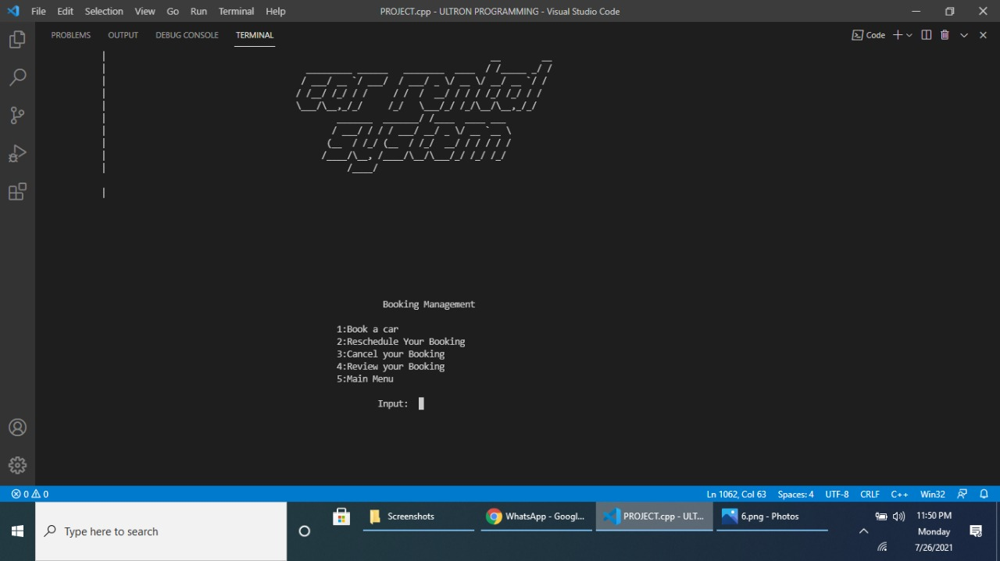 File Edit Selection View Go Run Terminal Help
PROJECT.cpp - ULTRON PROGRAMMING - Visual Studio Code
PROBLEMS OUTPUT DEBUG CONSOLE TERMINAL
Code
car rental
system
Booking Management
1:Book a car
2:Reschedule Your Booking
3:Cancel your Booking
4:Review your Booking
5:Main Menu
Input:
0 0
Ln 1062, Col 63 Spaces: 4 UTF-8 CRLF C++ Win32
Type here to search
Screenshots
WhatsApp - Googl...
PROJECT.cpp - ULT...
6.png - Photos
11:50 PM
Monday
7/26/2021